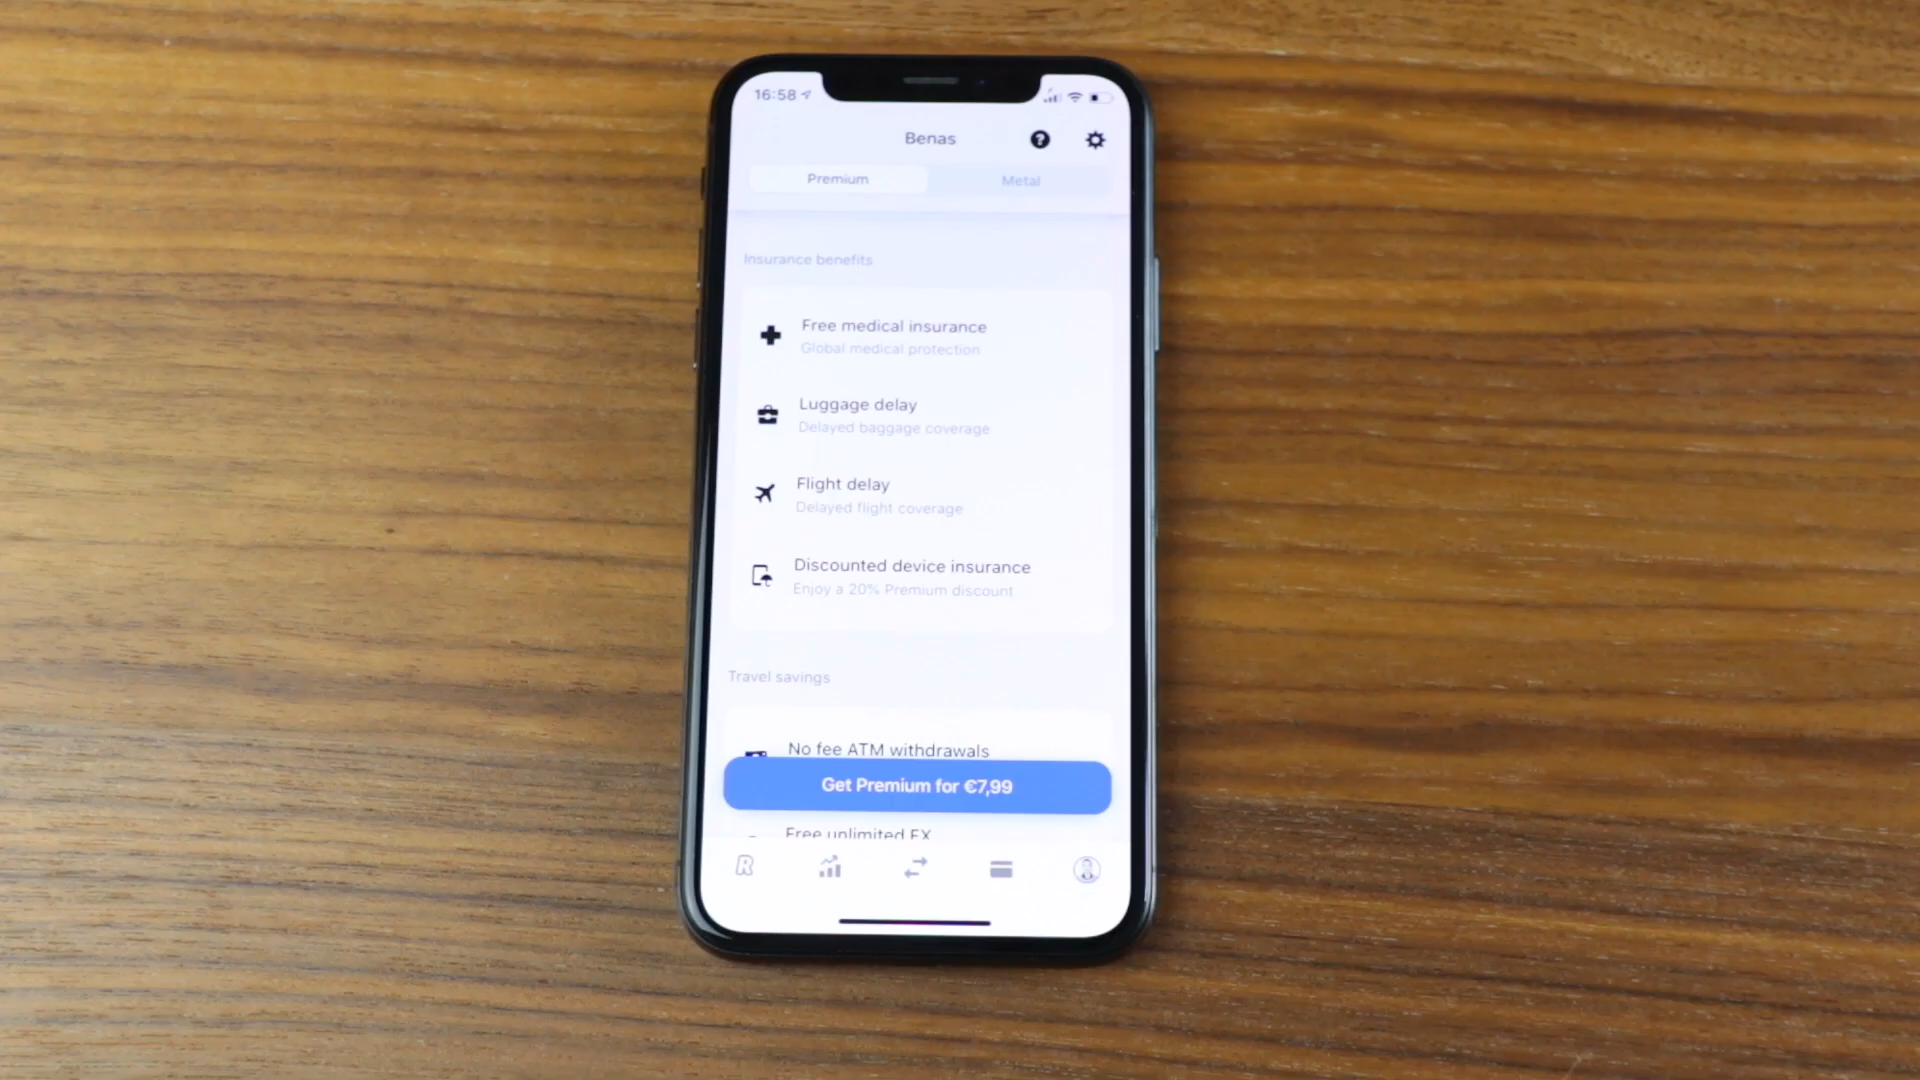 16:58
Benas
Premium
Metal
Insurance benefits
Free medical insurance
Global medical protection
Luggage delay
Delayed baggage coverage
Flight delay
Delayed flight coverage
Discounted device insurance
Enjoy a 20% Premium discount
Travel savings
No fee ATM withdrawals
Get Premium for €7,99
Free unlimited FX
R